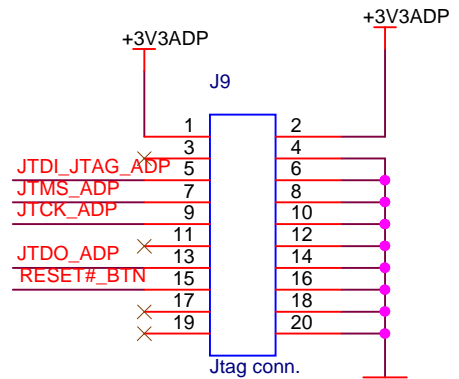 +3V3ADP
+3V3ADP
J9
1 2
3 4
JTDI_JTAG_ADP 5 6
JTMS_ADP 7 8
JTCK_ADP 9 10
11 12
JTDO_ADP 13 14
RESET#_BTN 15 16
17 18
19 20
Jtag conn.